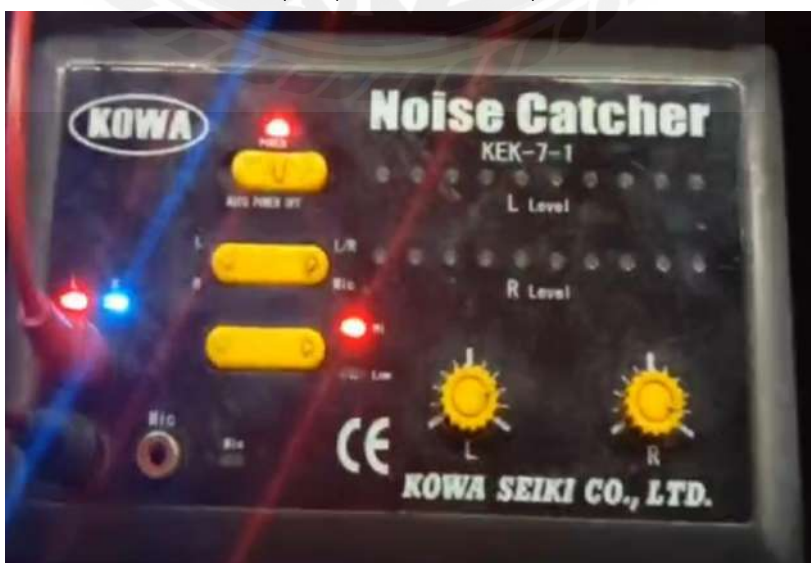 KOWA
Noise Catcher
KEK-7-1
POWER
AUTO POWER OFF
L Level
L L/R
R Mic
R Level
L R
Hi
Low
Mic
Mic
CE
L
R
KOWA SEIKI CO., LTD.